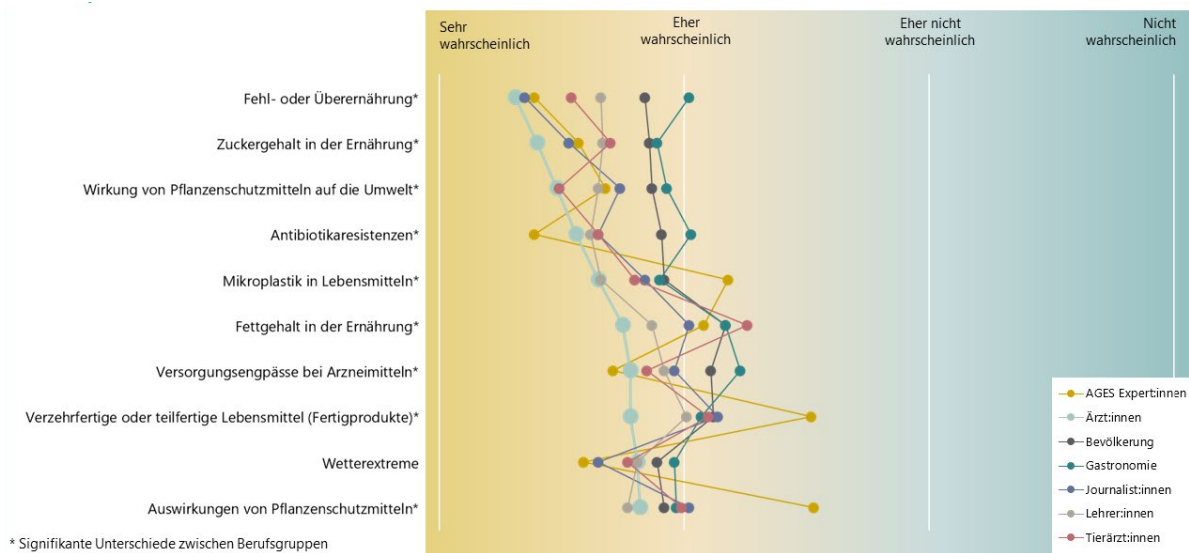 Sehr
wahrscheinlich
Eher
wahrscheinlich
Eher nicht
wahrscheinlich
Nicht
wahrscheinlich
Fehl- oder Überernährung*
Zuckergehalt in der Ernährung*
Wirkung von Pflanzenschutzmitteln auf die Umwelt*
Antibiotikaresistenzen*
Mikroplastik in Lebensmitteln*
Fettgehalt in der Ernährung*
Versorgungsengpässe bei Arzneimitteln*
Verzehrfertige oder teilfertige Lebensmittel (Fertigprodukte)*
Wetterextreme
Auswirkungen von Pflanzenschutzmitteln*
* Signifikante Unterschiede zwischen Berufsgruppen
AGES Expert:innen
Ärzt:innen
Bevölkerung
Gastronomie
Journalist:innen
Lehrer:innen
Tierärzt:innen